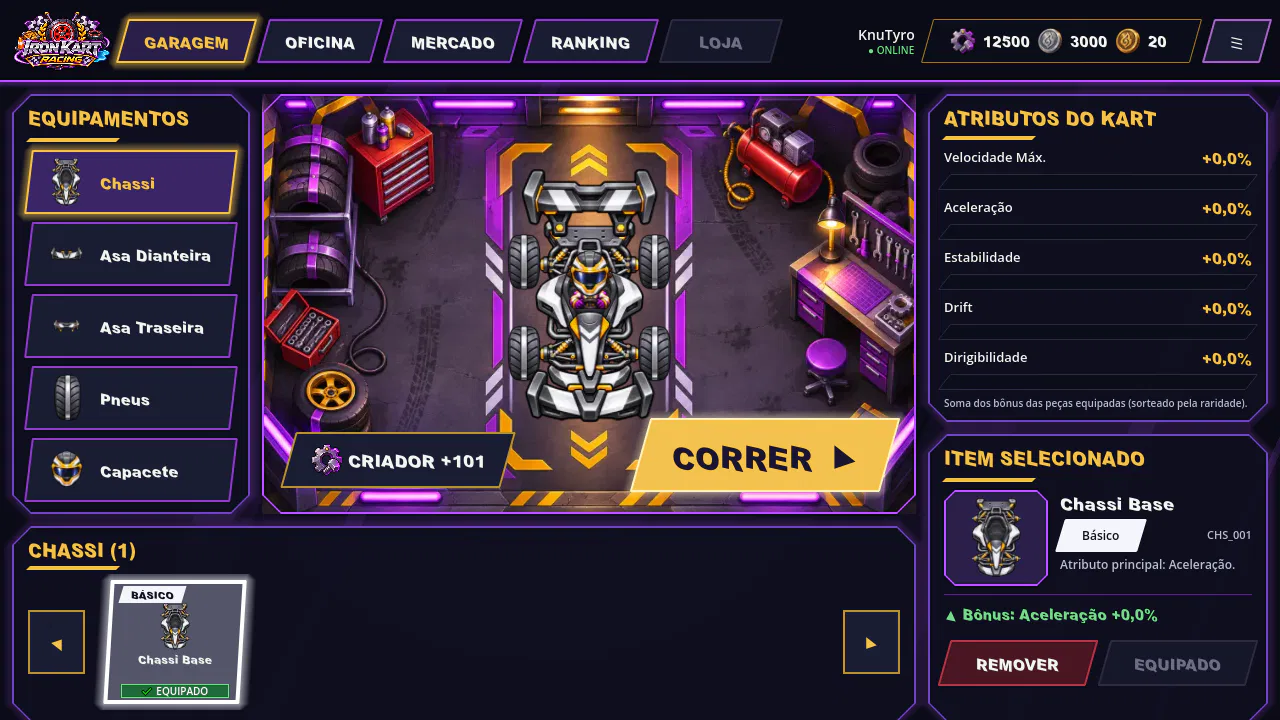 IRON KART
RACING
GARAGEM
OFICINA
MERCADO
RANKING
LOJA
KnuTyro
● ONLINE
12500
3000
20
☰
EQUIPAMENTOS
Chassi
Asa Dianteira
Asa Traseira
Pneus
Capacete
CRIADOR +101
CORRER ▶
ATRIBUTOS DO KART
Velocidade Máx. +0,0%
Aceleração +0,0%
Estabilidade +0,0%
Drift +0,0%
Dirigibilidade +0,0%
Soma dos bônus das peças equipadas (sorteado pela raridade).
ITEM SELECIONADO
Chassi Base
Básico CHS_001
Atributo principal: Aceleração.
▲ Bônus: Aceleração +0,0%
REMOVER
EQUIPADO
CHASSI (1)
BÁSICO
Chassi Base
✓ EQUIPADO